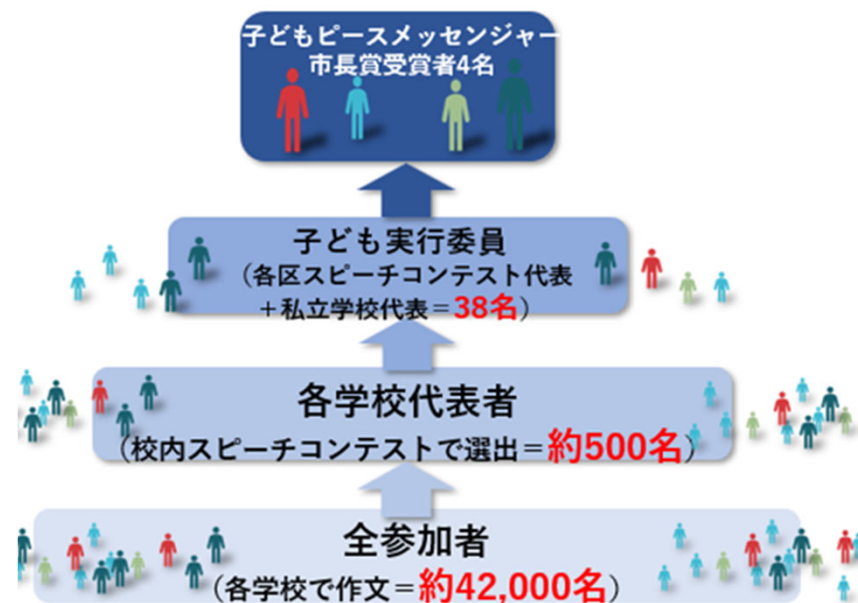 子どもピースメッセンジャー
市長賞受賞者4名
子ども実行委員
（各区スピーチコンテスト代表
＋私立学校代表＝38名）
各学校代表者
（校内スピーチコンテストで選出＝約500名）
全参加者
（各学校で作文＝約42,000名）